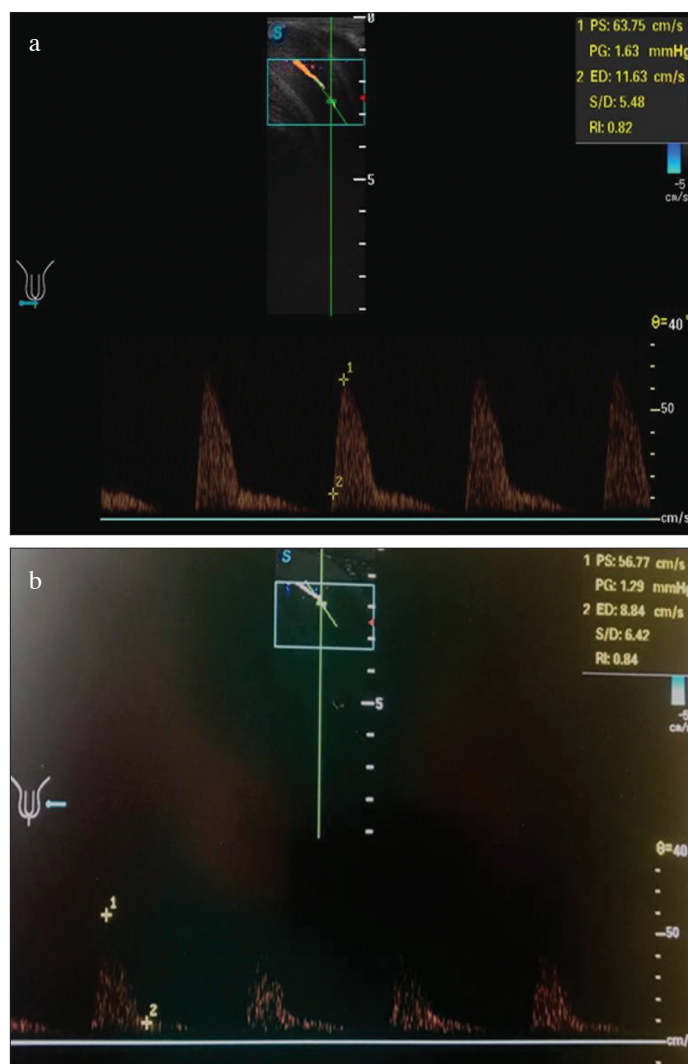 a
S
0
1 PS: 63.75 cm/s
PG: 1.63 mmHg
2 ED: 11.63 cm/s
S/D: 5.48
RI: 0.82
-5
cm/s
5
θ=40°
1
50
2
cm/s
b
S
1 PS: 56.77 cm/s
PG: 1.29 mmHg
2 ED: 8.84 cm/s
S/D: 6.42
RI: 0.84
-5
cm/
5
θ=40
1
50
2
cm/